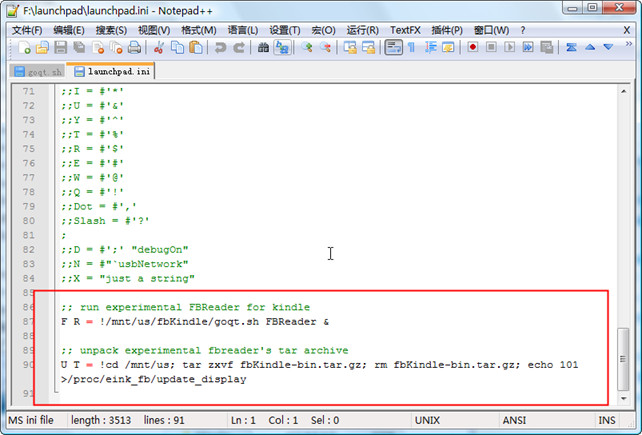 F:\launchpad\launchpad.ini - Notepad++
文件(F) 编辑(E) 搜索(S) 视图(V) 格式(M) 语言(L) 设置(T) 宏(O) 运行(R) TextFX 插件(P) 窗口(W) ? X
goqt.sh launchpad.ini
71 ;;I = #'*'
72 ;;U = #'&'
73 ;;Y = #'^'
74 ;;T = #'%'
75 ;;R = #'$'
76 ;;E = #'#'
77 ;;W = #'@'
78 ;;Q = #'!'
79 ;;Dot = #','
80 ;;Slash = #'?'
81 ;
82 ;;D = #';' "debugOn"
83 ;;N = #"`usbNetwork"
84 ;;X = "just a string"
85
86 ;; run experimental FBReader for kindle
87 F R = !/mnt/us/fbKindle/goqt.sh FBReader &
88
89 ;; unpack experimental fbreader's tar archive
90 U T = !cd /mnt/us; tar zxvf fbKindle-bin.tar.gz; rm fbKindle-bin.tar.gz; echo 101
>/proc/eink_fb/update_display
91
MS ini file length : 3513 lines : 91 Ln : 1 Col : 1 Sel : 0 UNIX ANSI INS